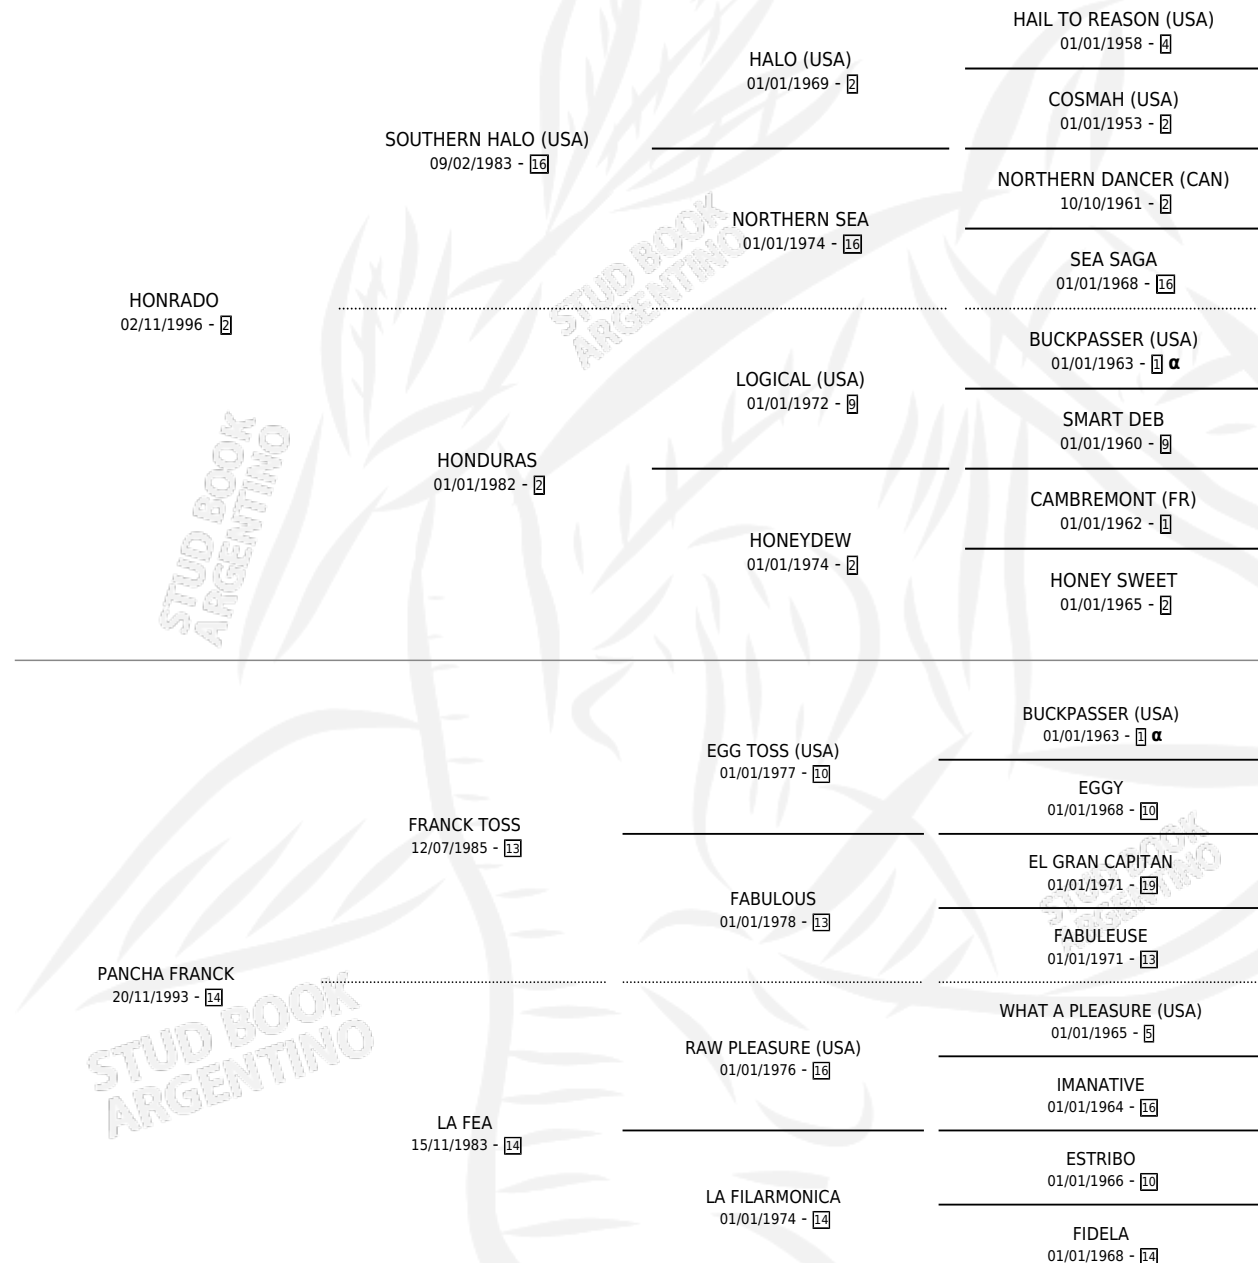 HAIL TO REASON (USA)
01/01/1958 - 4
HALO (USA)
01/01/1969 - 2
COSMAH (USA)
01/01/1953 - 2
SOUTHERN HALO (USA)
09/02/1983 - 16
NORTHERN DANCER (CAN)
10/10/1961 - 2
NORTHERN SEA
01/01/1974 - 16
SEA SAGA
01/01/1968 - 16
STUD BOOK
ARGENTINO
HONRADO
02/11/1996 - 2
BUCKPASSER (USA)
01/01/1963 - 1 α
LOGICAL (USA)
01/01/1972 - 9
SMART DEB
01/01/1960 - 9
HONDURAS
01/01/1982 - 2
CAMBREMONT (FR)
01/01/1962 - 1
HONEYDEW
01/01/1974 - 2
HONEY SWEET
01/01/1965 - 2
STUD BOOK
ARGENTINO
BUCKPASSER (USA)
01/01/1963 - 1 α
EGG TOSS (USA)
01/01/1977 - 10
EGGY
01/01/1968 - 10
FRANCK TOSS
12/07/1985 - 13
EL GRAN CAPITAN
01/01/1971 - 19
FABULOUS
01/01/1978 - 13
FABULEUSE
01/01/1971 - 13
STUD BOOK
ARGENTINO
PANCHA FRANCK
20/11/1993 - 14
WHAT A PLEASURE (USA)
01/01/1965 - 5
RAW PLEASURE (USA)
01/01/1976 - 16
IMANATIVE
01/01/1964 - 16
STUD BOOK
ARGENTINO
LA FEA
15/11/1983 - 14
ESTRIBO
01/01/1966 - 10
LA FILARMONICA
01/01/1974 - 14
FIDELA
01/01/1968 - 14